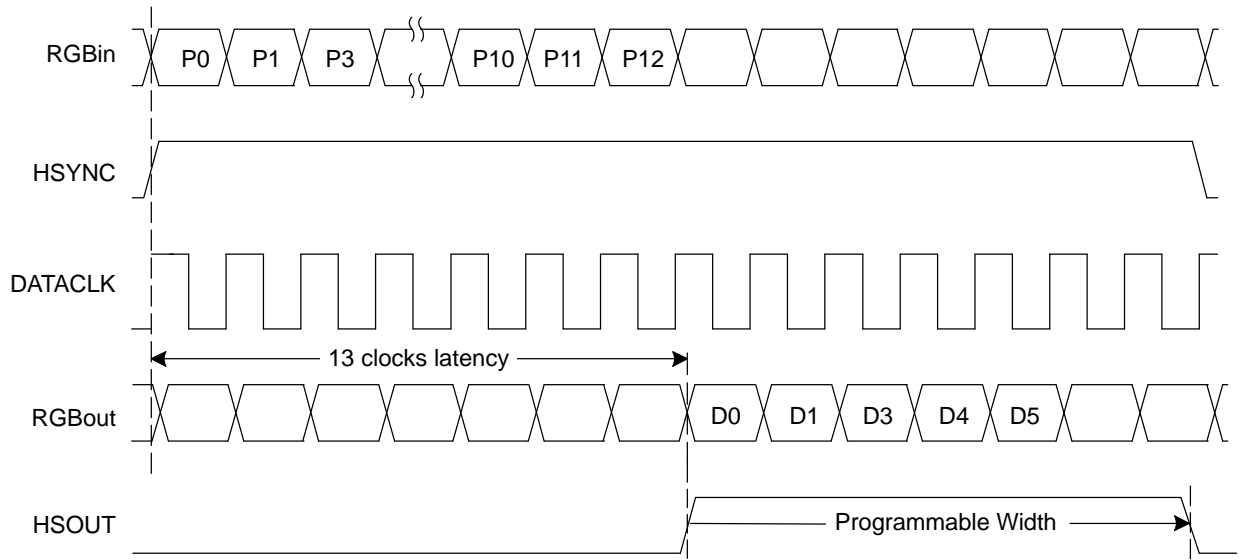 RGBin P0 P1 P3 P10 P11 P12
HSYNC
DATACLK
13 clocks latency
RGBout D0 D1 D3 D4 D5
HSOUT Programmable Width